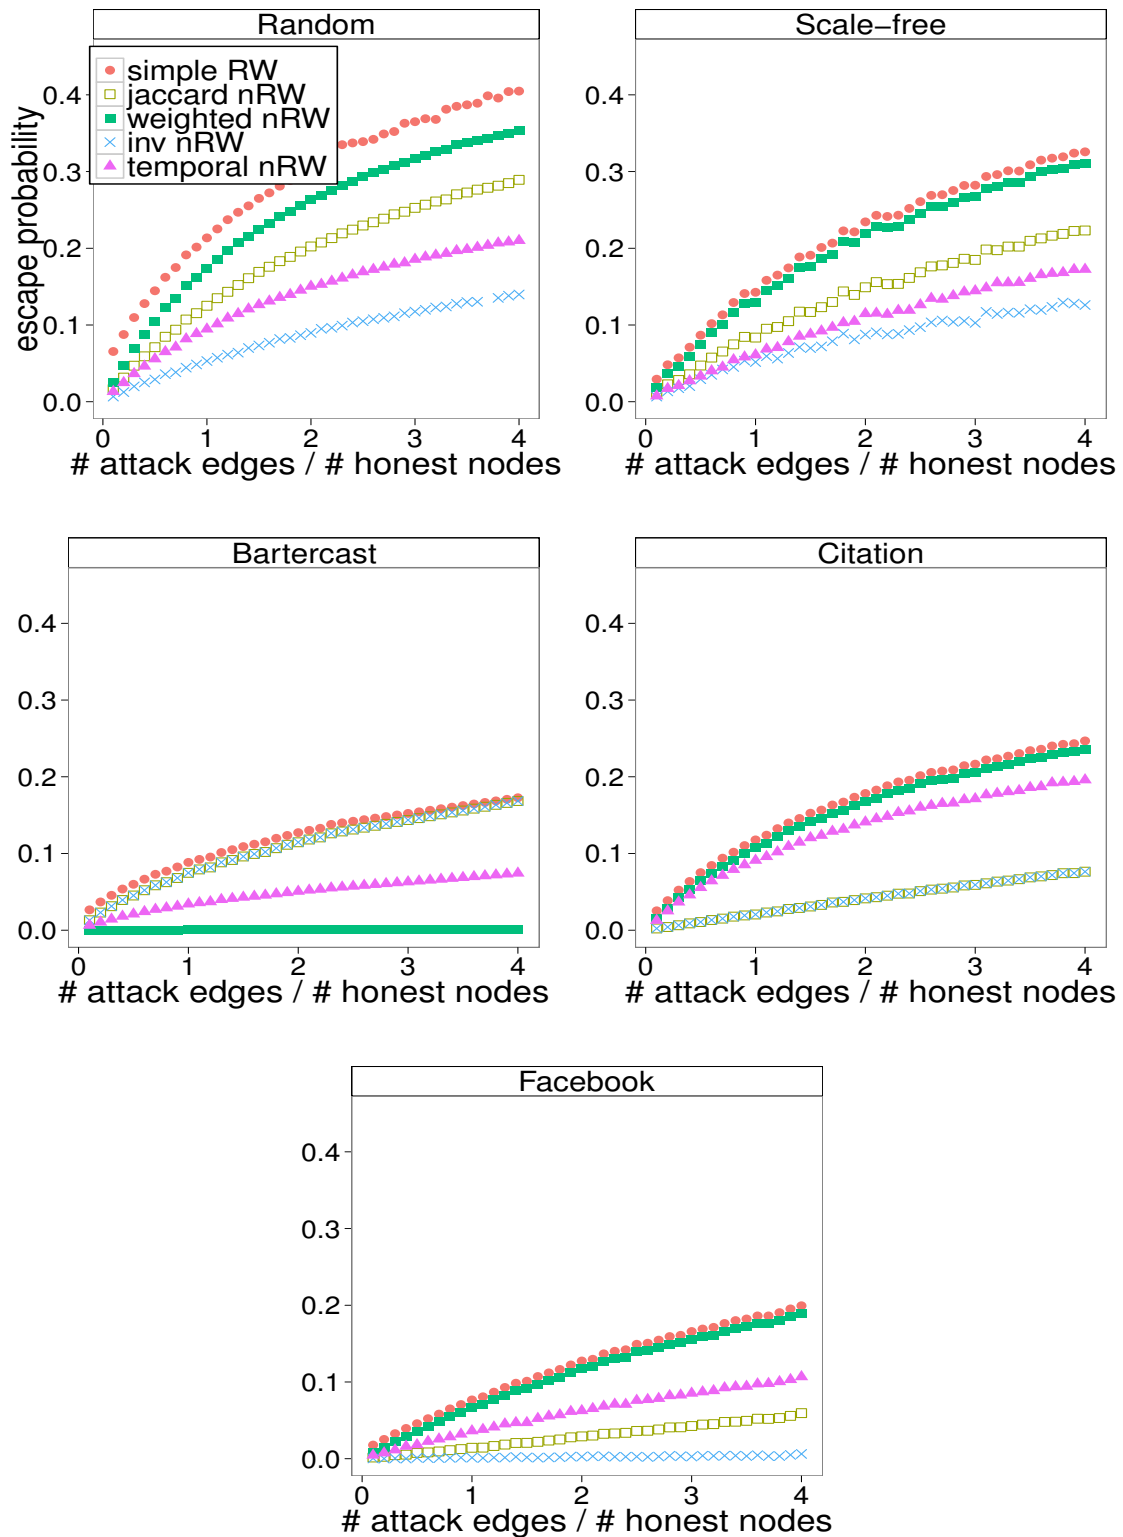 Random
Scale−free
simple RW
jaccard nRW
weighted nRW
inv nRW
temporal nRW
escape probability
0.4
0.3
0.2
0.1
0.0
0 1 2 3 4
# attack edges / # honest nodes
0.4
0.3
0.2
0.1
0.0
0 1 2 3 4
# attack edges / # honest nodes
Bartercast
0.4
0.3
0.2
0.1
0.0
0 1 2 3 4
# attack edges / # honest nodes
Citation
0.4
0.3
0.2
0.1
0.0
0 1 2 3 4
# attack edges / # honest nodes
Facebook
0.4
0.3
0.2
0.1
0.0
0 1 2 3 4
# attack edges / # honest nodes